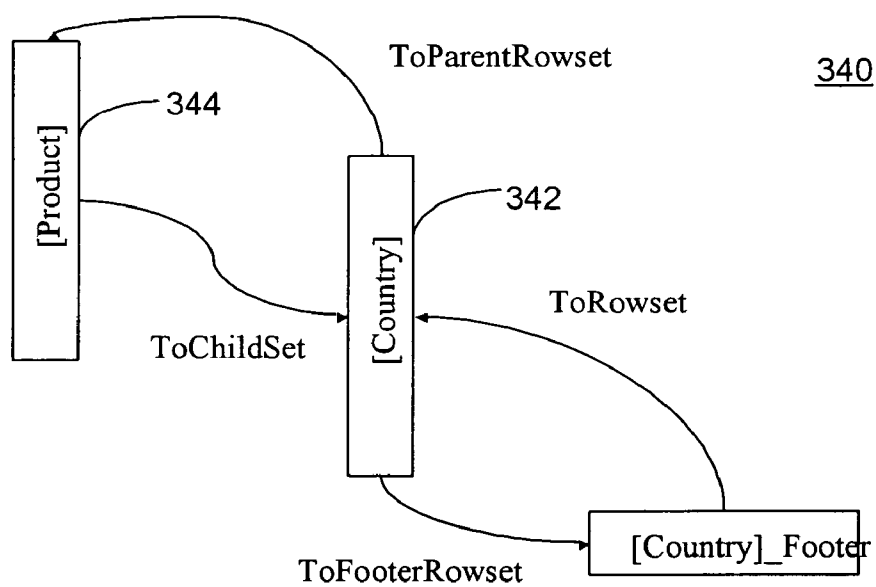 ToParentRowset
340
344
[Product]
342
[Country]
ToRowset
ToChildSet
[Country]_Footer
ToFooterRowset